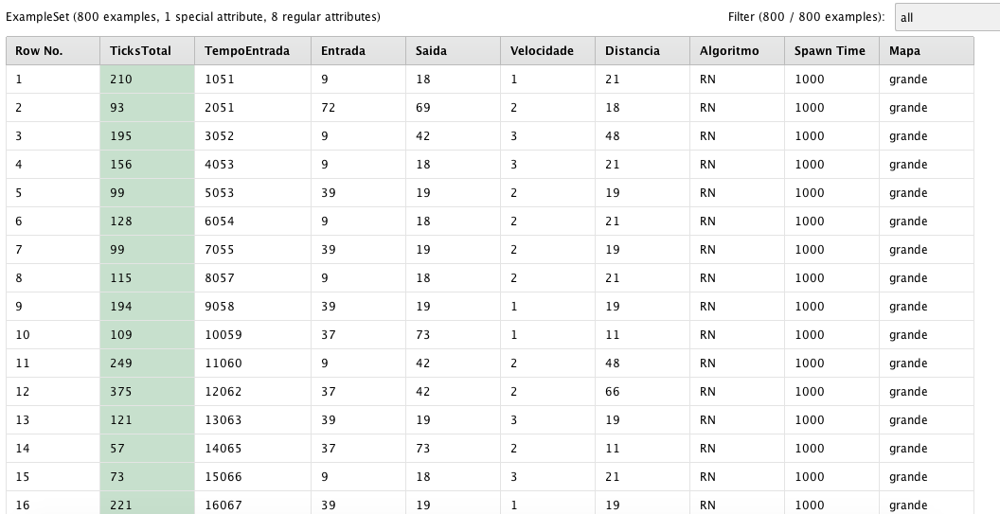 ExampleSet (800 examples, 1 special attribute, 8 regular attributes) Filter (800 / 800 examples): all
Row No. TicksTotal TempoEntrada Entrada Saida Velocidade Distancia Algoritmo Spawn Time Mapa
1 210 1051 9 18 1 21 RN 1000 grande
2 93 2051 72 69 2 18 RN 1000 grande
3 195 3052 9 42 3 48 RN 1000 grande
4 156 4053 9 18 3 21 RN 1000 grande
5 99 5053 39 19 2 19 RN 1000 grande
6 128 6054 9 18 2 21 RN 1000 grande
7 99 7055 39 19 2 19 RN 1000 grande
8 115 8057 9 18 2 21 RN 1000 grande
9 194 9058 39 19 1 19 RN 1000 grande
10 109 10059 37 73 1 11 RN 1000 grande
11 249 11060 9 42 2 48 RN 1000 grande
12 375 12062 37 42 2 66 RN 1000 grande
13 121 13063 39 19 3 19 RN 1000 grande
14 57 14065 37 73 2 11 RN 1000 grande
15 73 15066 9 18 3 21 RN 1000 grande
16 221 16067 39 19 1 19 RN 1000 grande